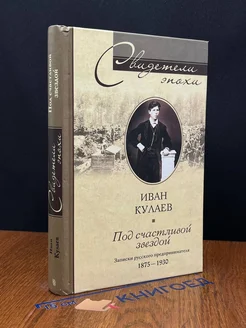 Свидетели эпохи
ИВАН
КУЛАЕВ
Под счастливой
звездой
Записки русского предпринимателя
1875—1930
Под счастливой
звездой
Свидетели эпохи
Иван
Кулаев
КНИГОЕД